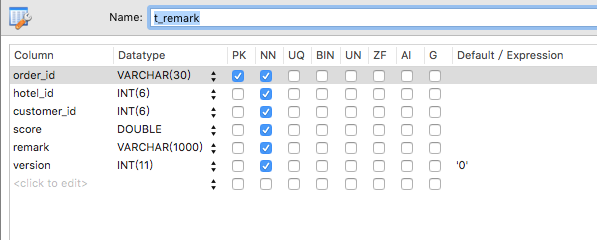 Name: t_remark
Column Datatype PK NN UQ BIN UN ZF AI G Default / Expression
order_id VARCHAR(30)
hotel_id INT(6)
customer_id INT(6)
score DOUBLE
remark VARCHAR(1000)
version INT(11) '0'
<click to edit>